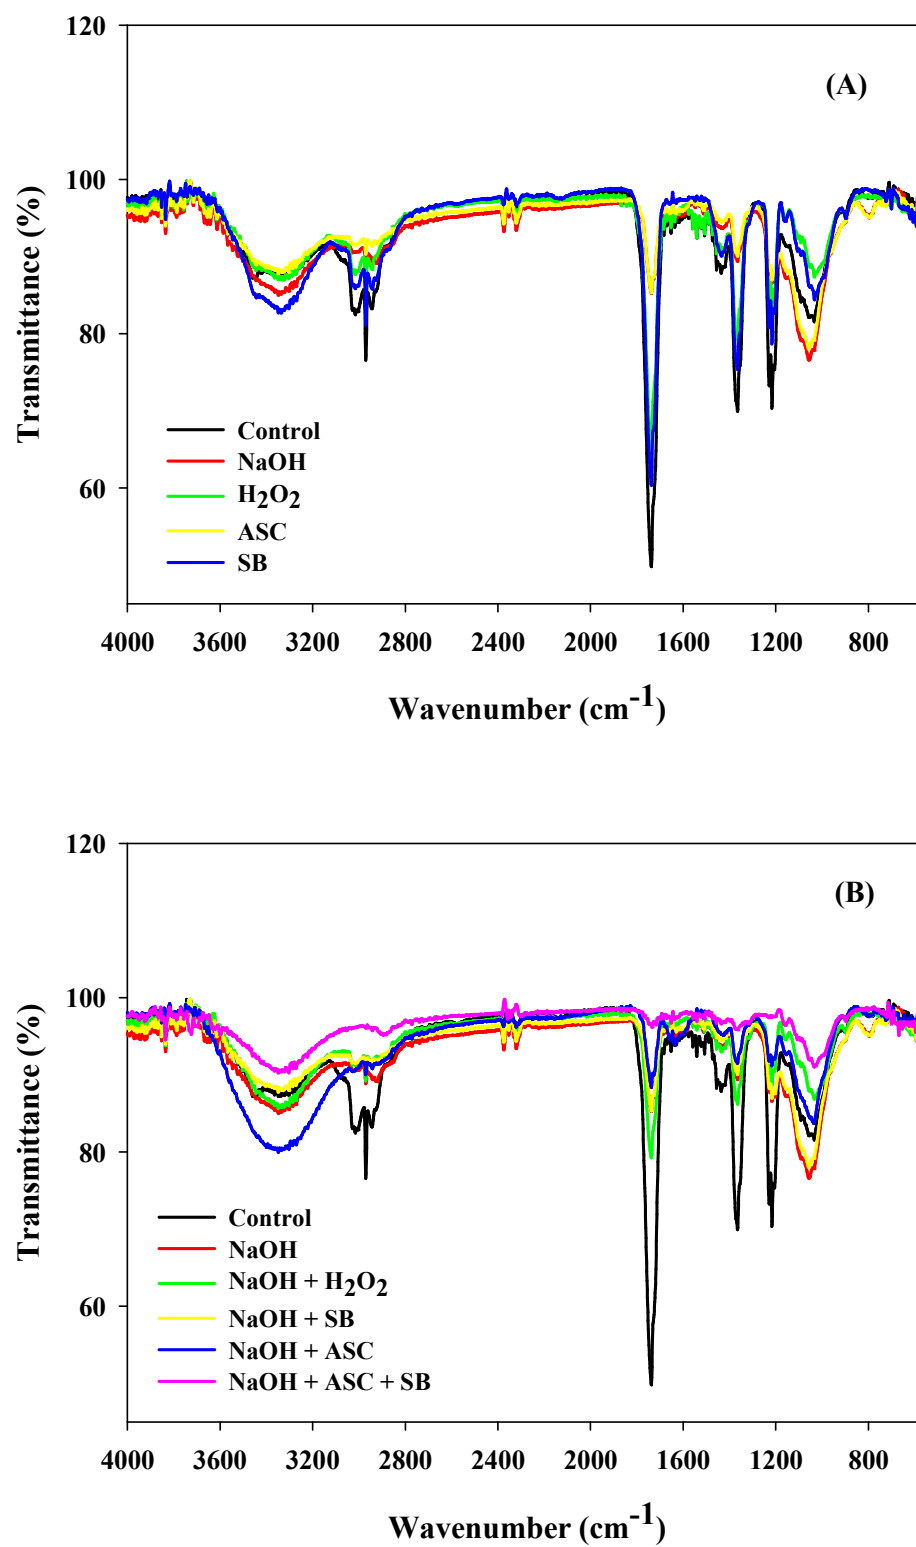 120
(A)
100
80
60
Transmittance (%)
Control
NaOH
H2O2
ASC
SB
4000 3600 3200 2800 2400 2000 1600 1200 800
Wavenumber (cm-1)
120
(B)
100
80
60
Transmittance (%)
Control
NaOH
NaOH + H2O2
NaOH + SB
NaOH + ASC
NaOH + ASC + SB
4000 3600 3200 2800 2400 2000 1600 1200 800
Wavenumber (cm-1)